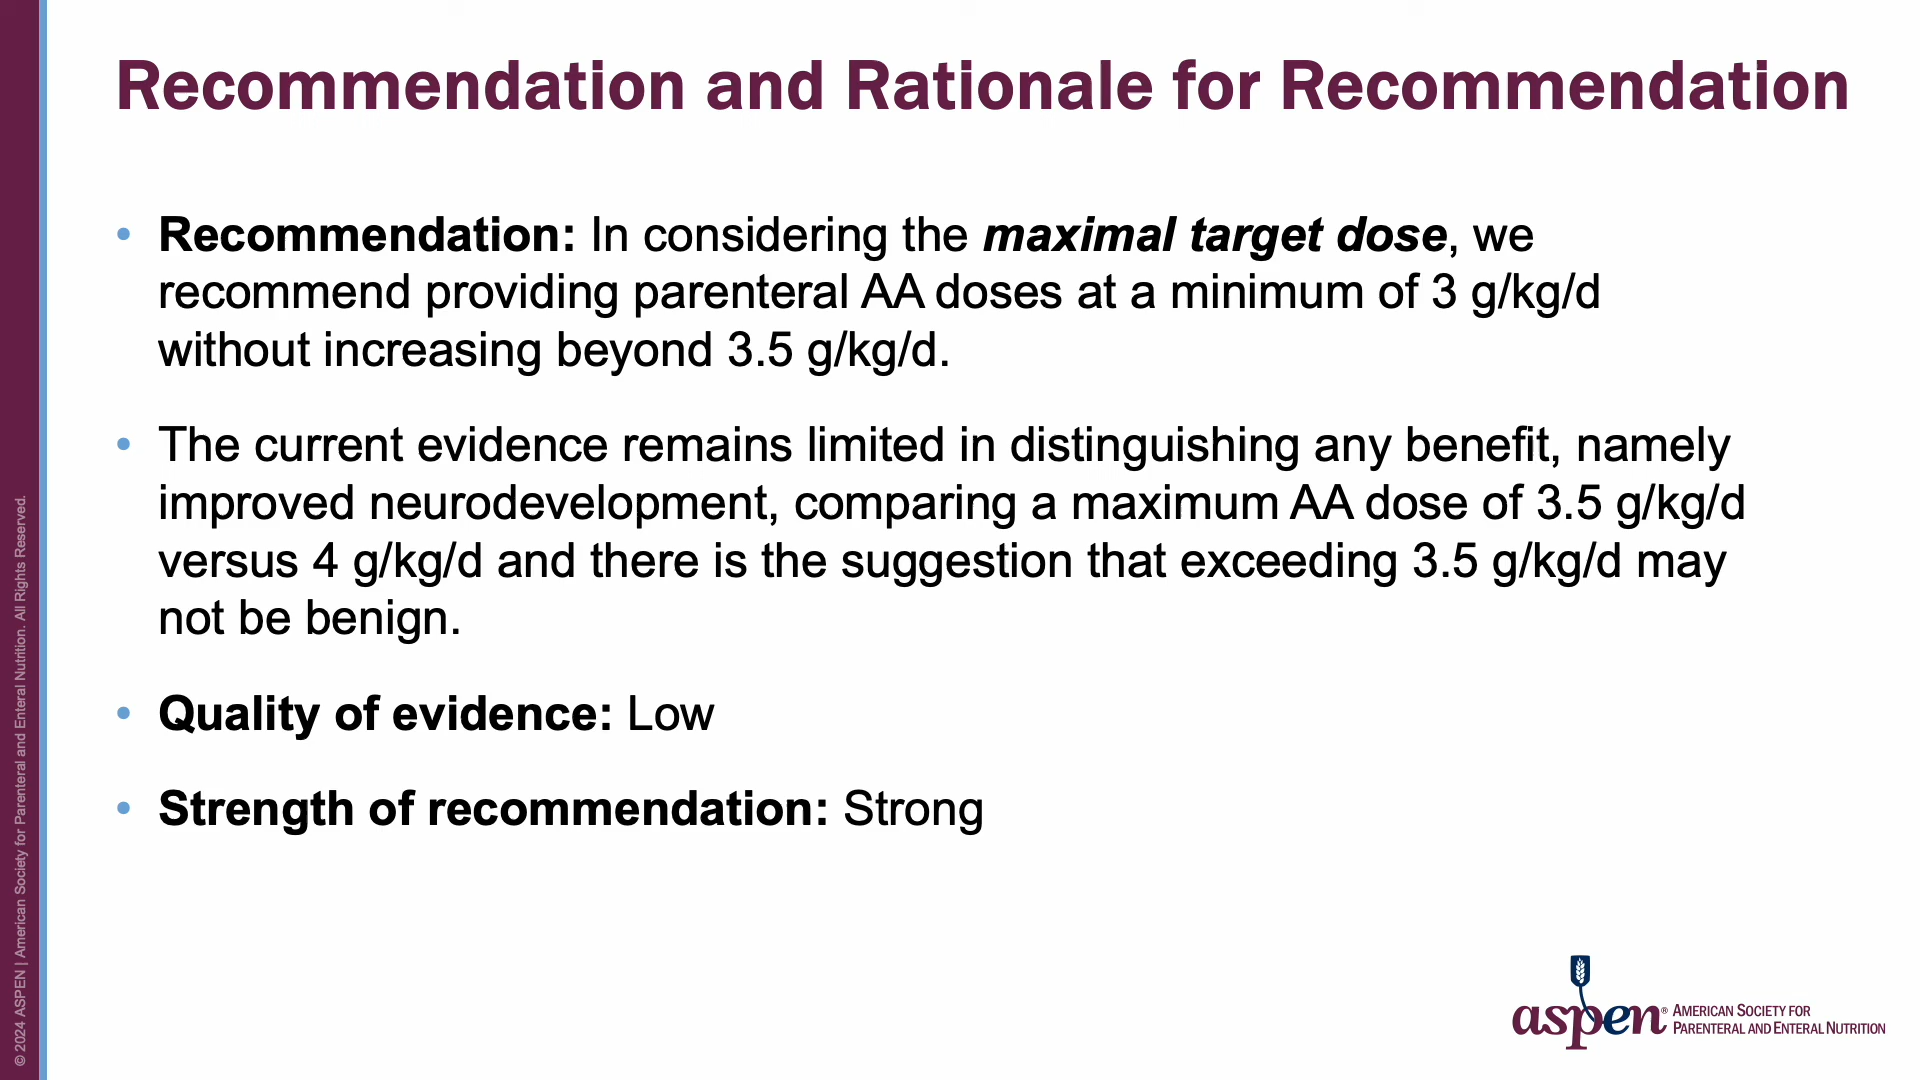 Recommendation and Rationale for Recommendation
• Recommendation: In considering the maximal target dose, we
recommend providing parenteral AA doses at a minimum of 3 g/kg/d
without increasing beyond 3.5 g/kg/d.
• The current evidence remains limited in distinguishing any benefit, namely
improved neurodevelopment, comparing a maximum AA dose of 3.5 g/kg/d
versus 4 g/kg/d and there is the suggestion that exceeding 3.5 g/kg/d may
not be benign.
• Quality of evidence: Low
• Strength of recommendation: Strong
© 2024 ASPEN | American Society for Parenteral and Enteral Nutrition. All Rights Reserved.
aspen®
AMERICAN SOCIETY FOR
PARENTERAL AND ENTERAL NUTRITION